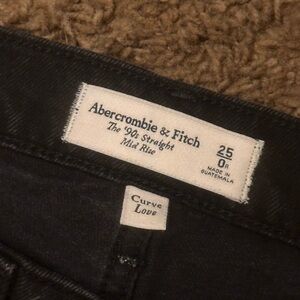 Abercrombie & Fitch
The '90s Straight
Mid Rise
25
0R
MADE IN
GUATEMALA
Curve
Love